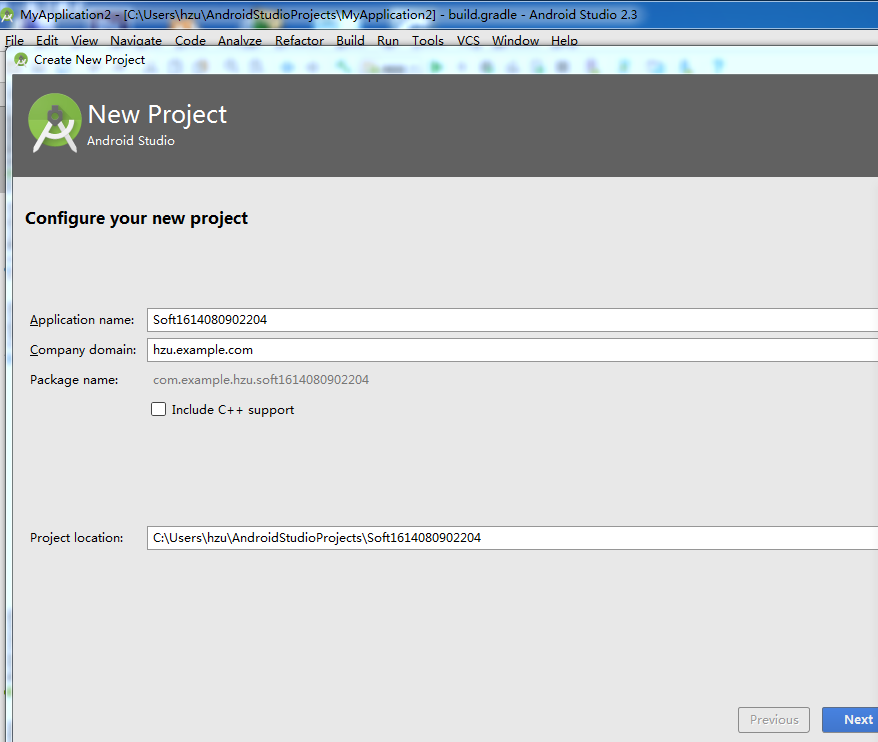 MyApplication2 - [C:\Users\hzu\AndroidStudioProjects\MyApplication2] - build.gradle - Android Studio 2.3
File Edit View Navigate Code Analyze Refactor Build Run Tools VCS Window Help
Create New Project
New Project
Android Studio
Configure your new project
Application name: Soft1614080902204
Company domain: hzu.example.com
Package name: com.example.hzu.soft1614080902204
Include C++ support
Project location: C:\Users\hzu\AndroidStudioProjects\Soft1614080902204
Previous Next